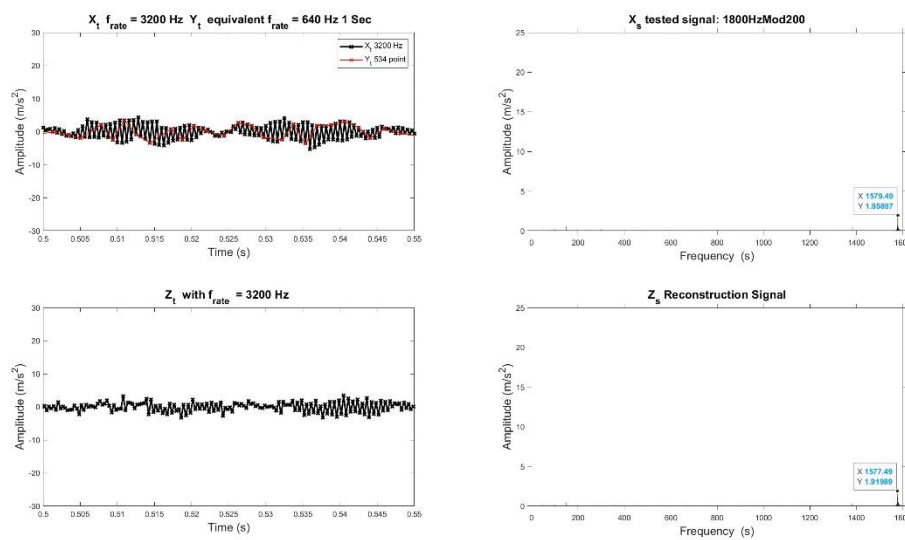 X_t f_rate = 3200 Hz Y_t equivalent f_rate = 640 Hz 1 Sec
30
20
10
0
-10
-20
-30
Amplitude (m/s²)
X_t 3200 Hz
Y_t 534 point
0.5 0.505 0.51 0.515 0.52 0.525 0.53 0.535 0.54 0.545 0.55
Time (s)
X_s tested signal: 1800HzMod200
25
20
15
10
5
0
Amplitude (m/s²)
X 1579.49
Y 1.95897
0 200 400 600 800 1000 1200 1400 160
Frequency (s)
Z_t with f_rate = 3200 Hz
30
20
10
0
-10
-20
-30
Amplitude (m/s²)
0.5 0.505 0.51 0.515 0.52 0.525 0.53 0.535 0.54 0.545 0.55
Time (s)
Z_s Reconstruction Signal
25
20
15
10
5
0
Amplitude (m/s²)
X 1577.49
Y 1.91989
0 200 400 600 800 1000 1200 1400 160
Frequency (s)